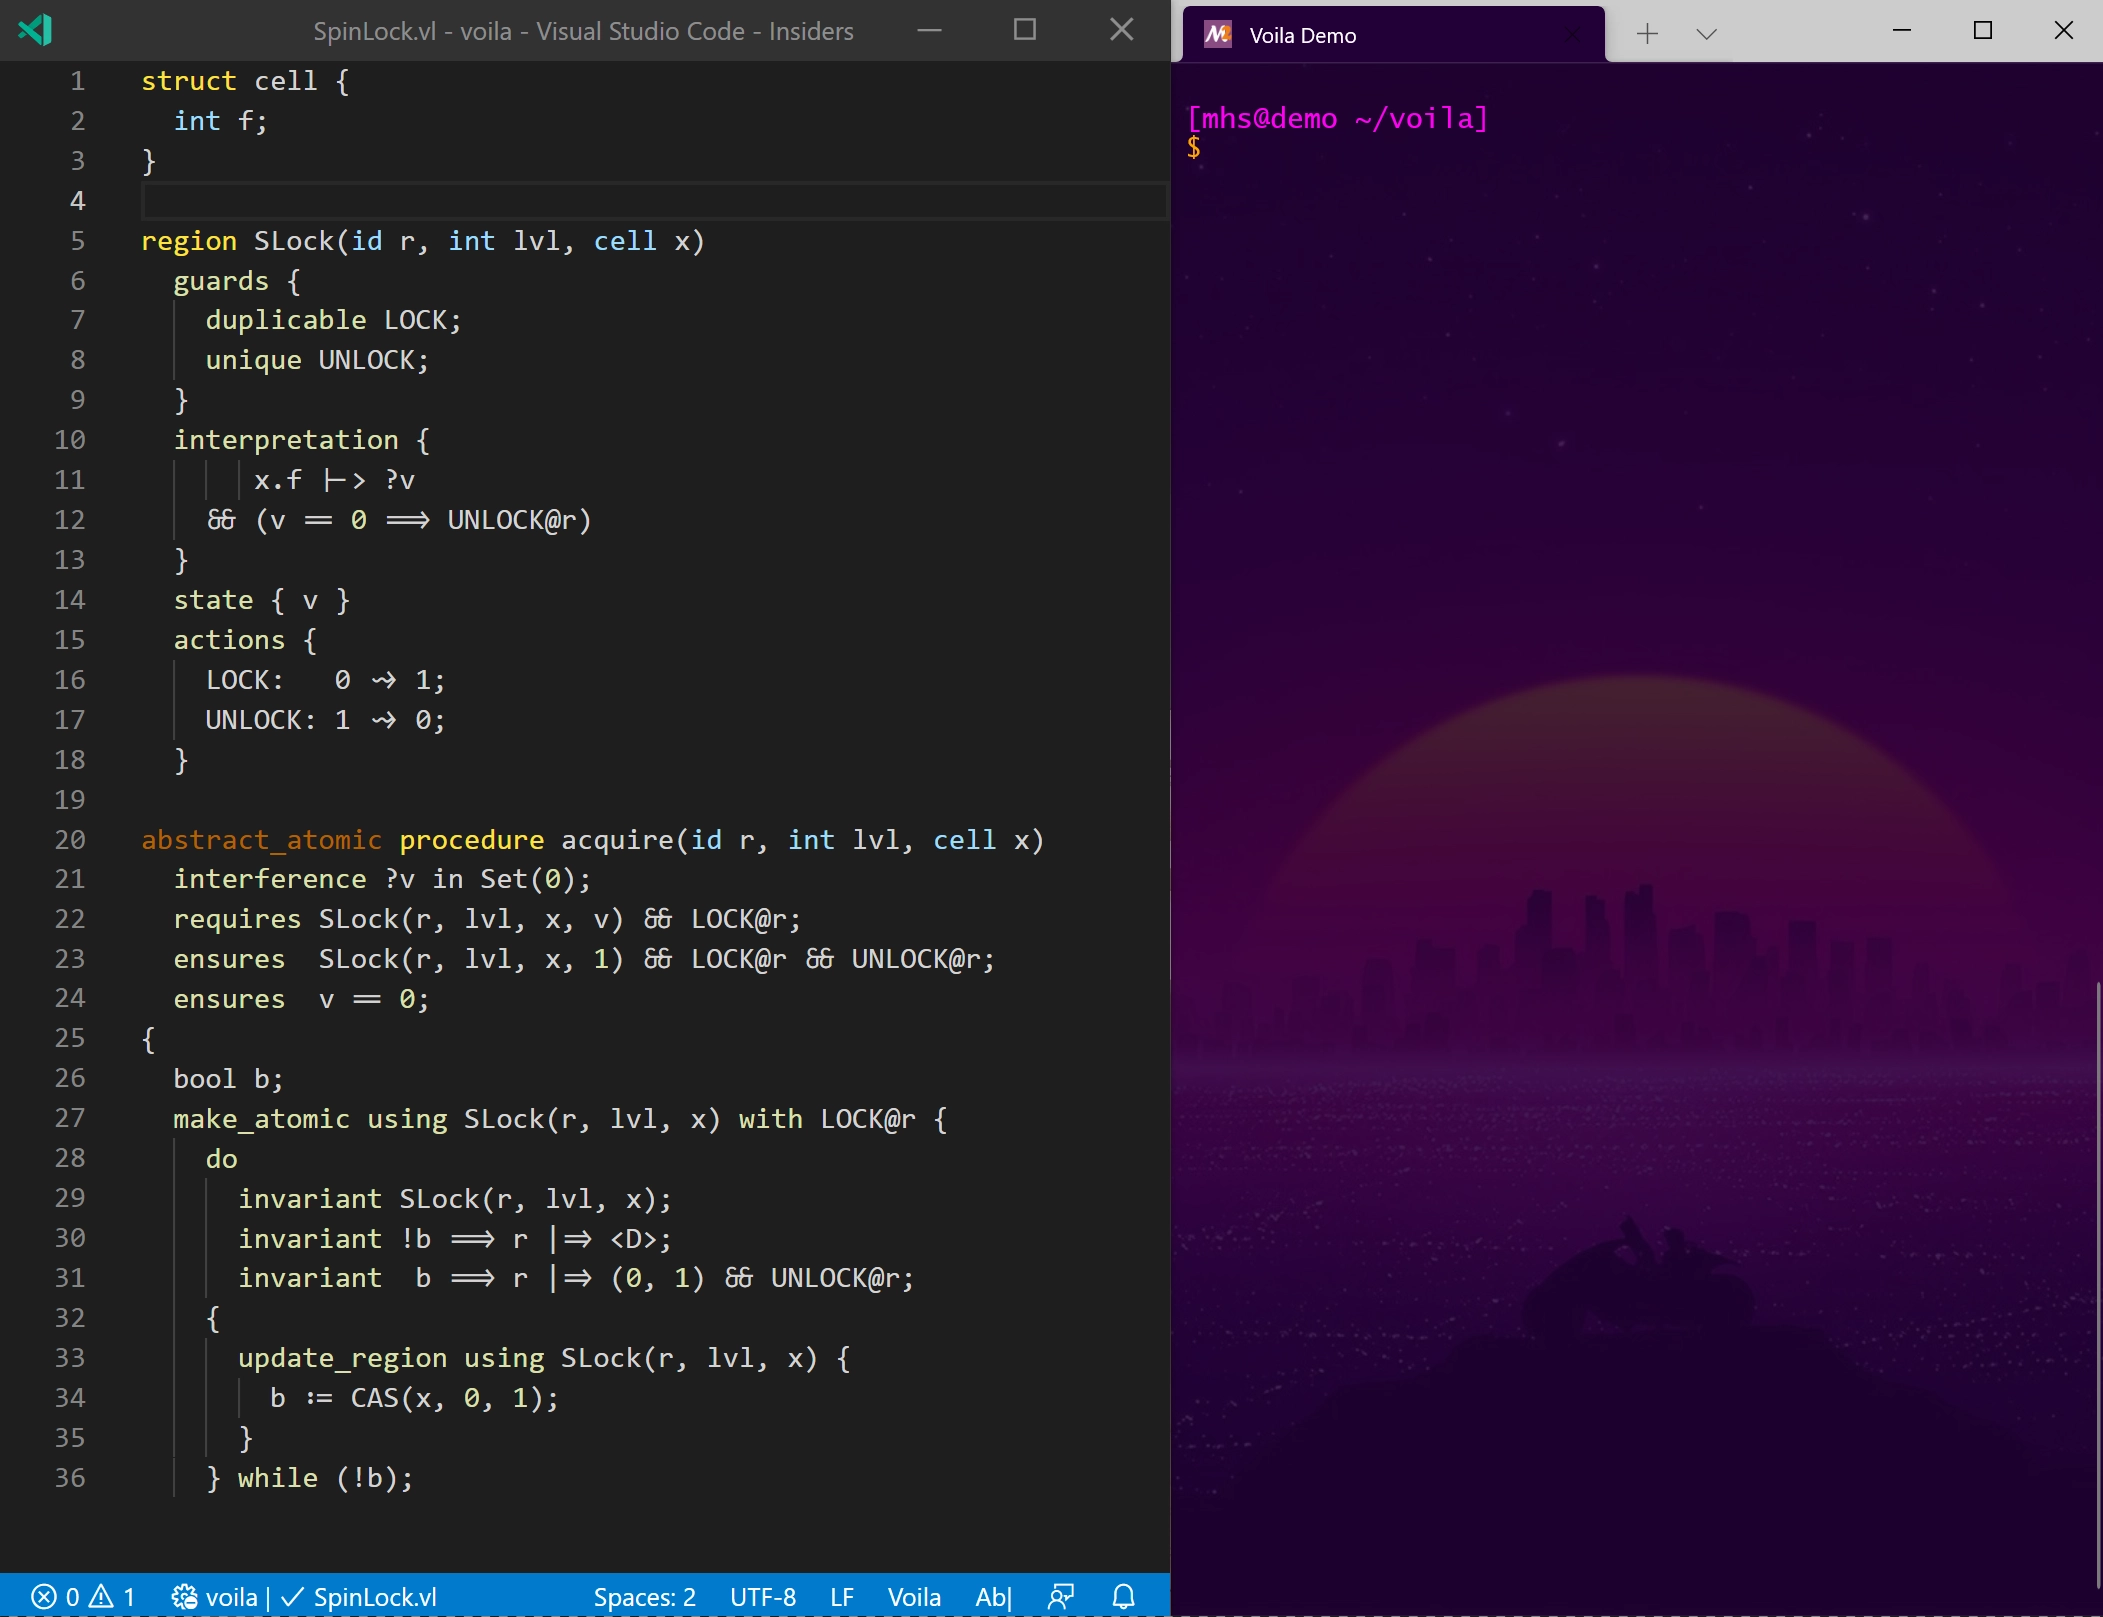 SpinLock.vl - voila - Visual Studio Code - Insiders
1 struct cell {
2   int f;
3 }
4
5 region SLock(id r, int lvl, cell x)
6   guards {
7     duplicable LOCK;
8     unique UNLOCK;
9   }
10   interpretation {
11        x.f |-> ?v
12     && (v == 0 ==> UNLOCK@r)
13   }
14   state { v }
15   actions {
16     LOCK:   0 ~> 1;
17     UNLOCK: 1 ~> 0;
18   }
19
20 abstract_atomic procedure acquire(id r, int lvl, cell x)
21   interference ?v in Set(0);
22   requires SLock(r, lvl, x, v) && LOCK@r;
23   ensures  SLock(r, lvl, x, 1) && LOCK@r && UNLOCK@r;
24   ensures  v == 0;
25 {
26   bool b;
27   make_atomic using SLock(r, lvl, x) with LOCK@r {
28     do
29       invariant SLock(r, lvl, x);
30       invariant !b ==> r |=> <D>;
31       invariant  b ==> r |=> (0, 1) && UNLOCK@r;
32     {
33       update_region using SLock(r, lvl, x) {
34         b := CAS(x, 0, 1);
35       }
36     } while (!b);
0 1 voila | ✓ SpinLock.vl Spaces: 2 UTF-8 LF Voila Ab|
Voila Demo
[mhs@demo ~/voila]
$